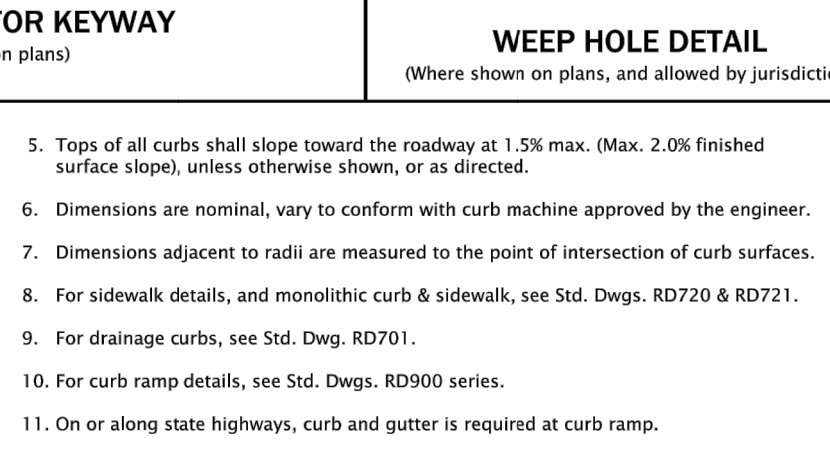 OR KEYWAY
n plans)
WEEP HOLE DETAIL
(Where shown on plans, and allowed by
5. Tops of all curbs shall slope toward the roadway at 1.5% max. (Max. 2.0% finished
surface slope), unless otherwise shown, or as directed.
6. Dimensions are nominal, vary to conform with curb machine approved by the engineer.
7. Dimensions adjacent to radii are measured to the point of intersection of curb surfaces.
8. For sidewalk details, and monolithic curb & sidewalk, see Std. Dwgs. RD720 & RD721.
9. For drainage curbs, see Std. Dwg. RD701.
10. For curb ramp details, see Std. Dwgs. RD900 series.
11. On or along state highways, curb and gutter is required at curb ramp.